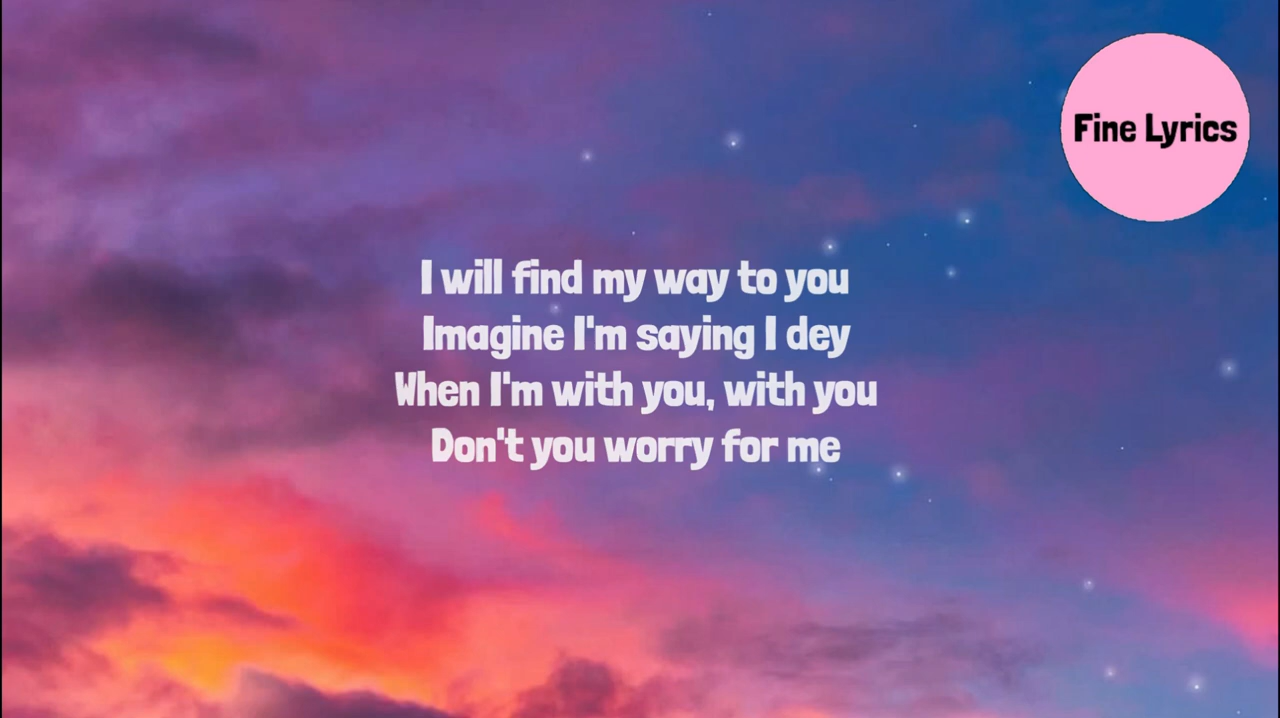 Fine Lyrics
I will find my way to you
Imagine I'm saying I dey
When I'm with you, with you
Don't you worry for me